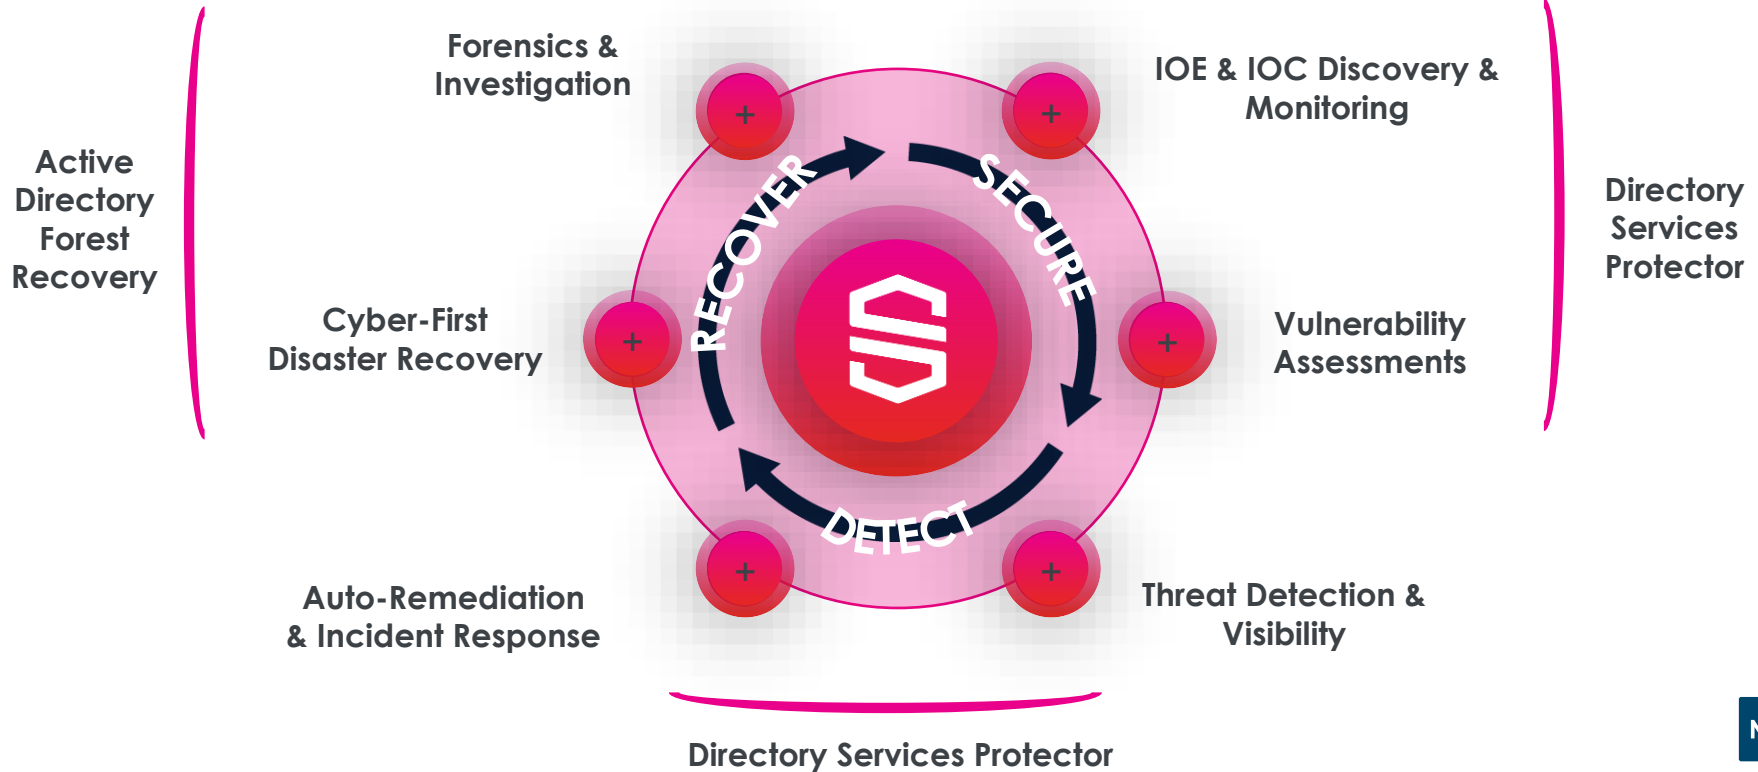 Forensics &
Investigation
IOE & IOC Discovery &
Monitoring
Active
Directory
Forest
Recovery
Directory
Services
Protector
RECOVER
SECURE
Cyber-First
Disaster Recovery
Vulnerability
Assessments
DETECT
Auto-Remediation
& Incident Response
Threat Detection &
Visibility
Directory Services Protector